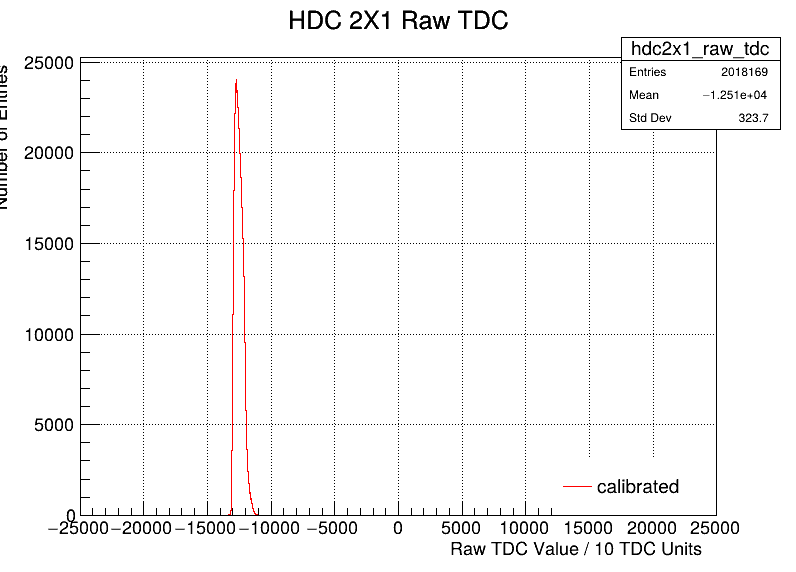 HDC 2X1 Raw TDC
hdc2x1_raw_tdc
Entries 2018169
Mean −1.251e+04
Std Dev 323.7
Number of Entries
25000
20000
15000
10000
5000
0
calibrated
−25000 −20000 −15000 −10000 −5000 0 5000 10000 15000 20000 25000
Raw TDC Value / 10 TDC Units